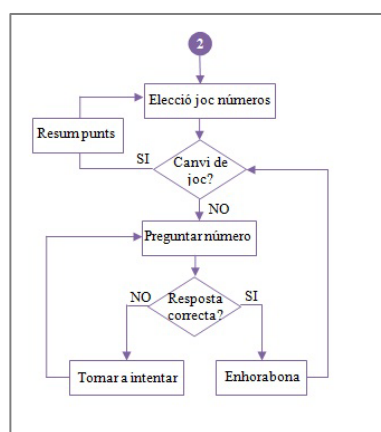 2
Elecció joc números
Resum punts
SI
Canvi de
joc?
NO
Preguntar número
NO
Resposta
correcta?
SI
Tornar a intentar
Enhorabona